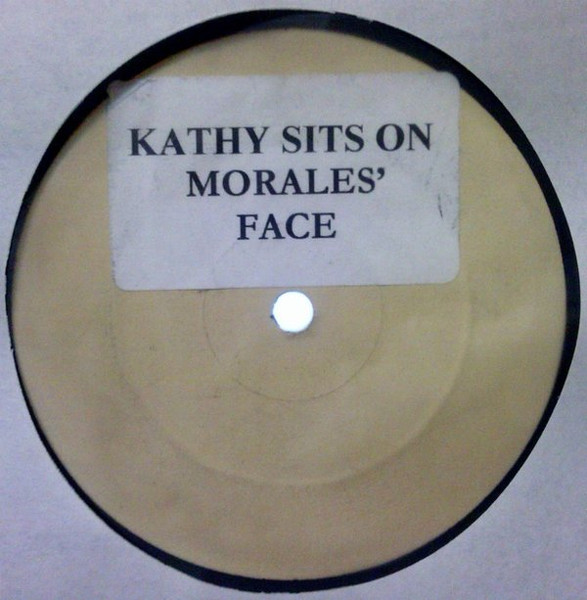 KATHY SITS ON
MORALES’
FACE